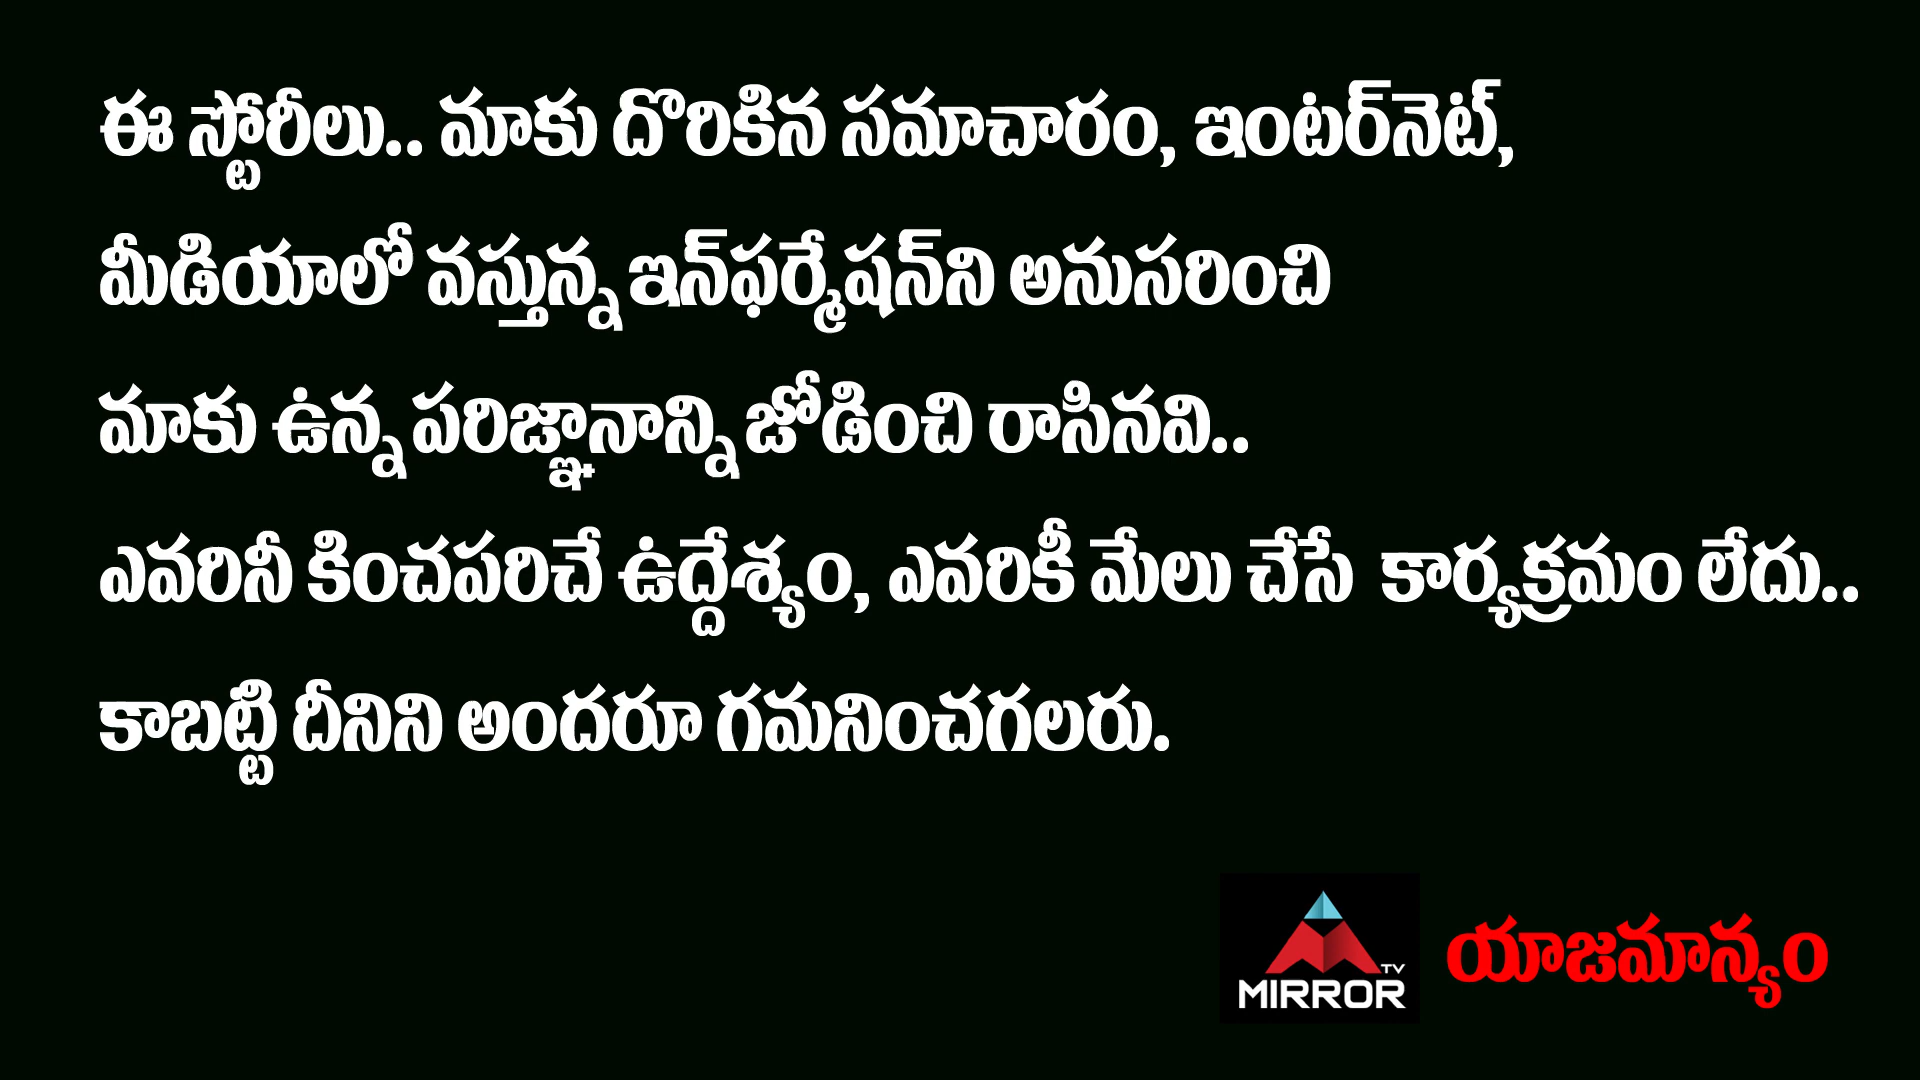 ఈ స్టోరీలు.. మాకు దొరికిన సమాచారం, ఇంటర్‌నెట్,
మీడియాలో వస్తున్న ఇన్‌ఫర్మేషన్‌ని అనుసరించి
మాకు ఉన్న పరిజ్ఞానాన్ని జోడించి రాసినవి..
ఎవరినీ కించపరిచే ఉద్దేశ్యం, ఎవరికీ మేలు చేసే కార్యక్రమం లేదు..
కాబట్టి దీనిని అందరూ గమనించగలరు.
TV
MIRROR
యాజమాన్యం